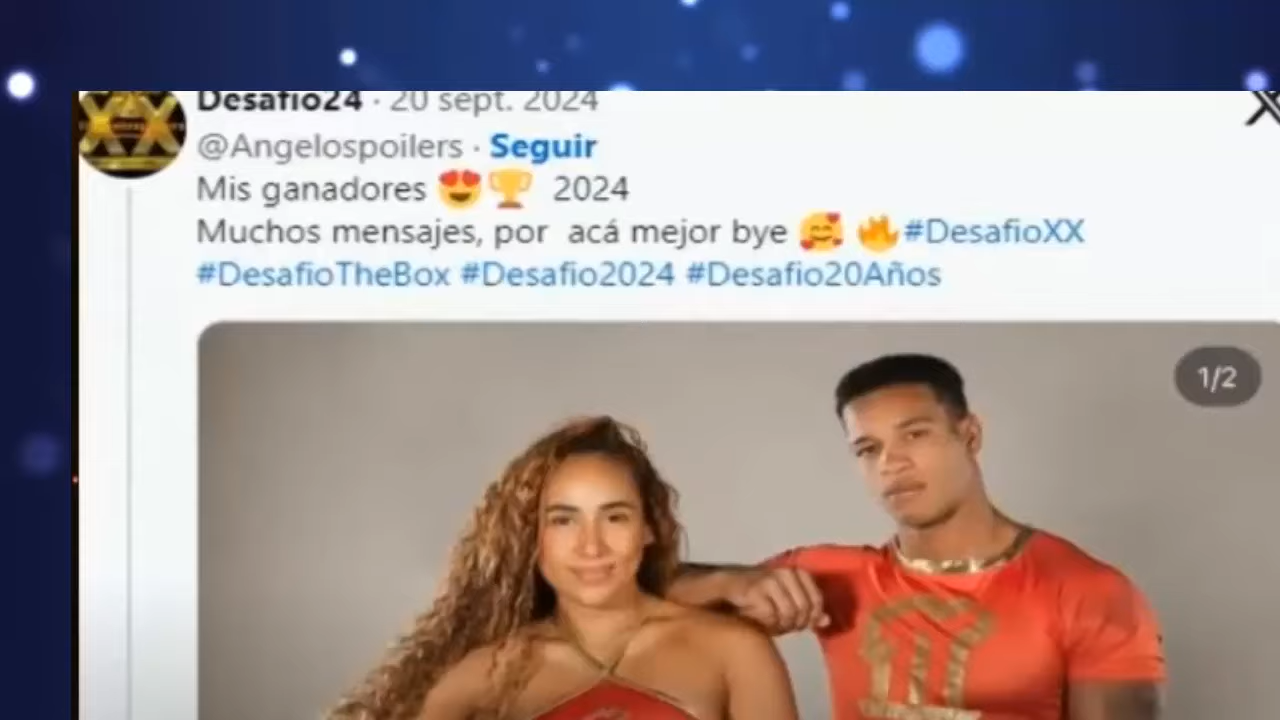 Desafio24 · 20 sept. 2024
@Angelospoilers · Seguir
Mis ganadores 😍🏆 2024
Muchos mensajes, por acá mejor bye 🥰 🔥#DesafioXX
#DesafioTheBox #Desafio2024 #Desafio20Años
1/2